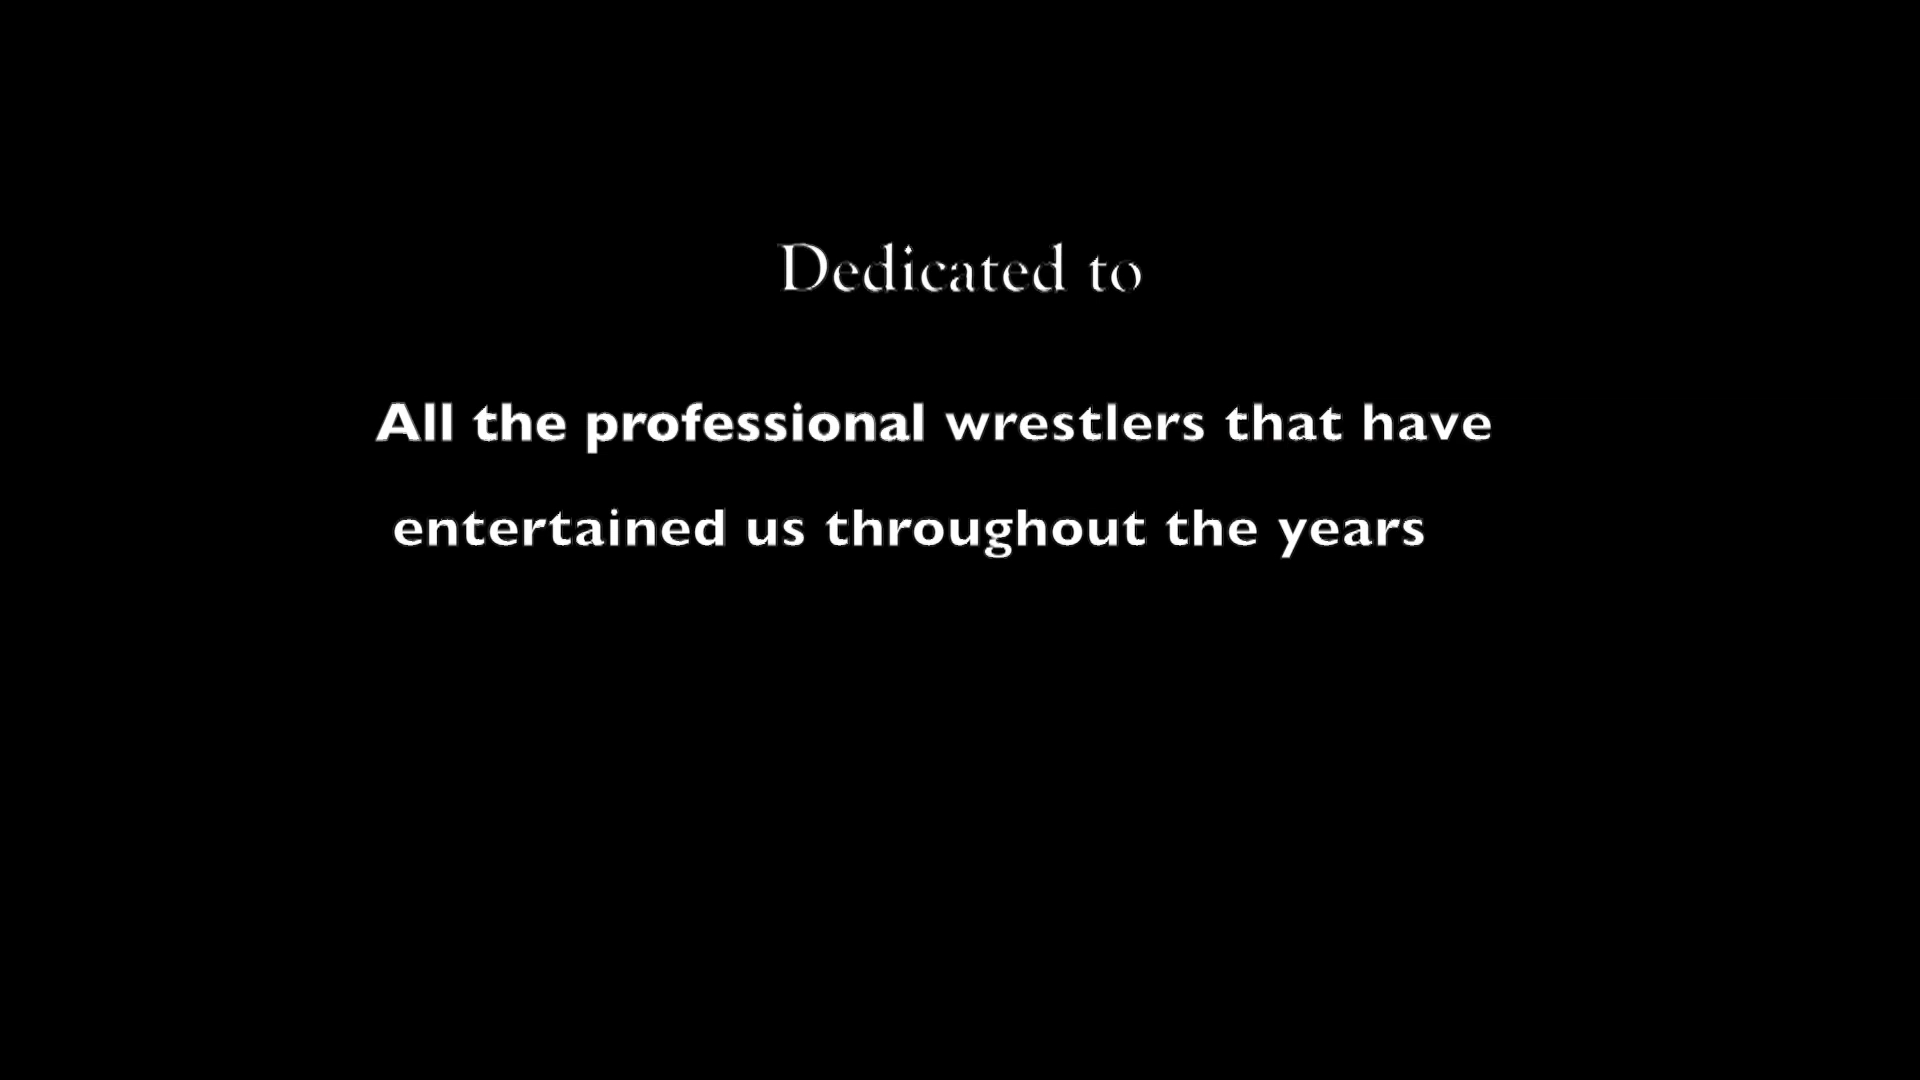 Dedicated to
All the professional wrestlers that have
entertained us throughout the years